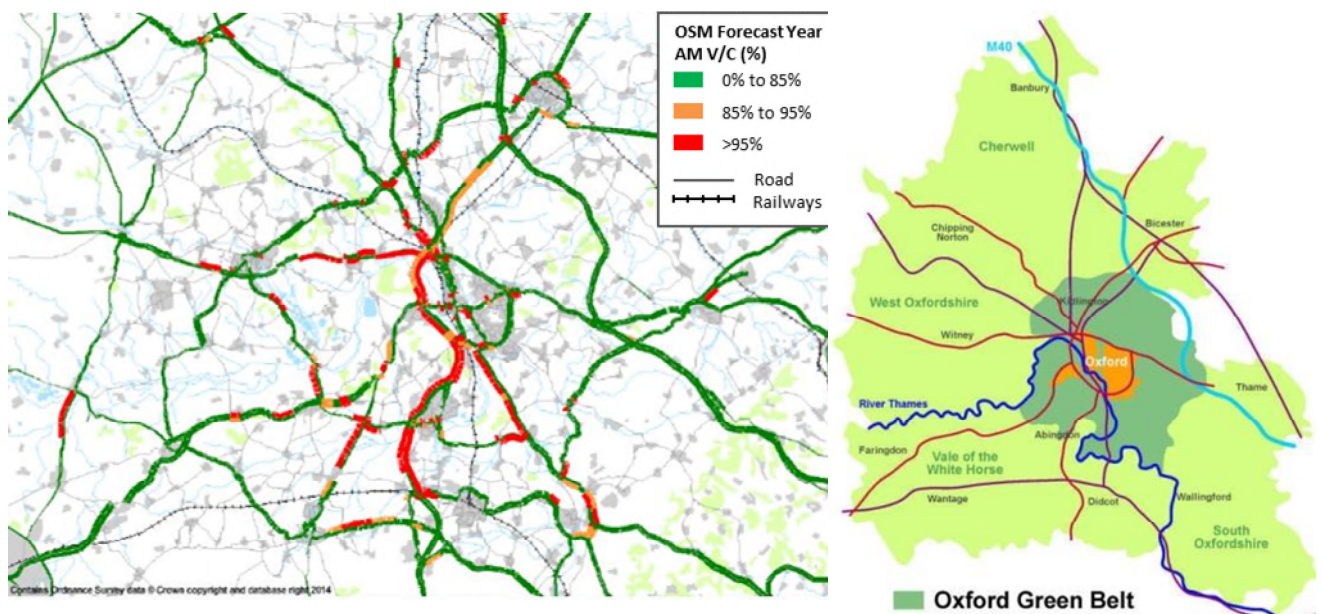 OSM Forecast Year
AM V/C (%)
0% to 85%
85% to 95%
>95%
Road
Railways
Contains Ordnance Survey data © Crown copyright and database right 2014
M40
Banbury
Cherwell
Chipping
Norton
Bicester
West Oxfordshire
Kidlington
Witney
Oxford
Thame
River Thames
Abingdon
Faringdon
Vale of the
White Horse
Wantage
Didcot
Wallingford
South
Oxfordshire
Oxford Green Belt